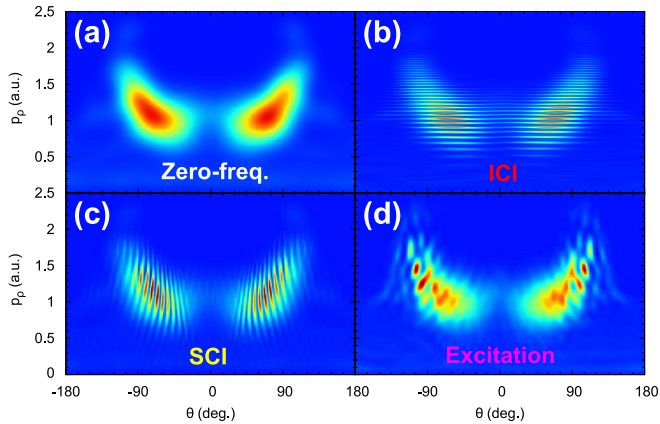 (a)
(b)
2.5
2
1.5
1
0.5
pρ (a.u.)
Zero-freq.
ICI
(c)
(d)
2.5
2
1.5
1
0.5
0
pρ (a.u.)
SCI
Excitation
-180 -90 0 90 -180 -90 0 90 180
θ (deg.) θ (deg.)